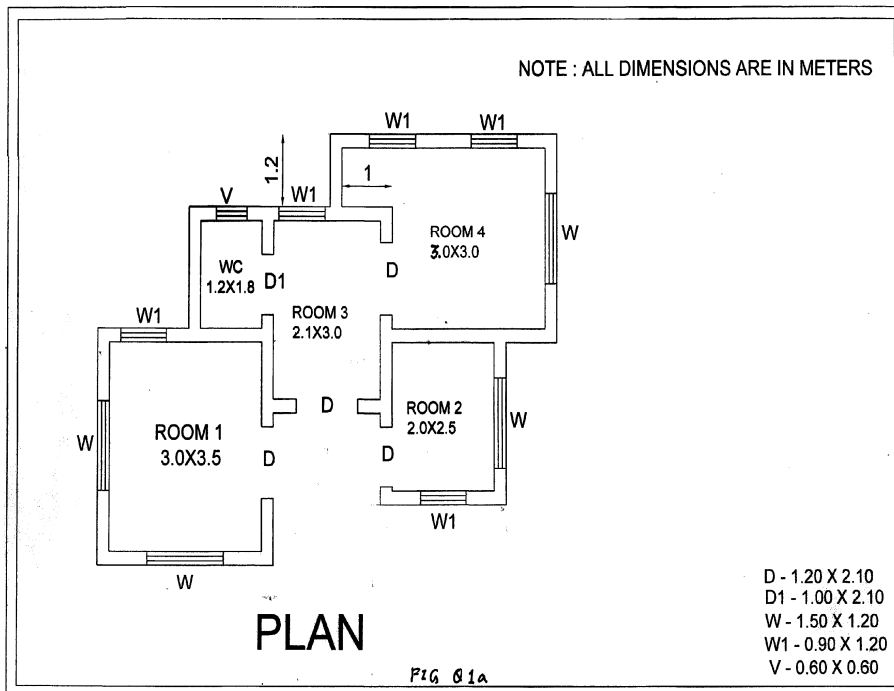 NOTE : ALL DIMENSIONS ARE IN METERS
W1
W1
1.2
1
V
W1
ROOM 4
3.0X3.0
W
WC
1.2X1.8
D1
D
ROOM 3
2.1X3.0
W1
D
ROOM 2
2.0X2.5
W
ROOM 1
3.0X3.5
W
D
D
W1
W
PLAN
D - 1.20 X 2.10
D1 - 1.00 X 2.10
W - 1.50 X 1.20
W1 - 0.90 X 1.20
V - 0.60 X 0.60
FIG Q1a